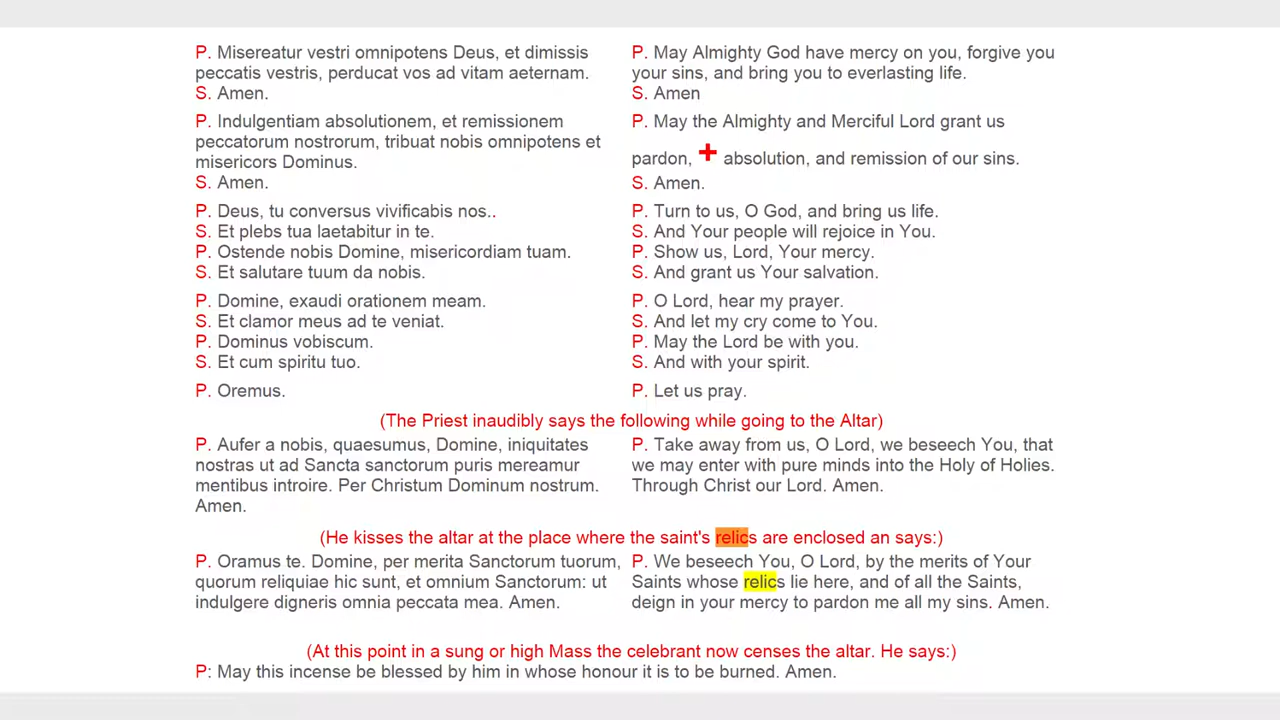 P. Misereatur vestri omnipotens Deus, et dimissis
peccatis vestris, perducat vos ad vitam aeternam.
S. Amen.
P. May Almighty God have mercy on you, forgive you
your sins, and bring you to everlasting life.
S. Amen
P. Indulgentiam absolutionem, et remissionem
peccatorum nostrorum, tribuat nobis omnipotens et
misericors Dominus.
S. Amen.
P. May the Almighty and Merciful Lord grant us
pardon, + absolution, and remission of our sins.
S. Amen.
P. Deus, tu conversus vivificabis nos..
S. Et plebs tua laetabitur in te.
P. Ostende nobis Domine, misericordiam tuam.
S. Et salutare tuum da nobis.
P. Turn to us, O God, and bring us life.
S. And Your people will rejoice in You.
P. Show us, Lord, Your mercy.
S. And grant us Your salvation.
P. Domine, exaudi orationem meam.
S. Et clamor meus ad te veniat.
P. Dominus vobiscum.
S. Et cum spiritu tuo.
P. O Lord, hear my prayer.
S. And let my cry come to You.
P. May the Lord be with you.
S. And with your spirit.
P. Oremus.
P. Let us pray.
(The Priest inaudibly says the following while going to the Altar)
P. Aufer a nobis, quaesumus, Domine, iniquitates
nostras ut ad Sancta sanctorum puris mereamur
mentibus introire. Per Christum Dominum nostrum.
Amen.
P. Take away from us, O Lord, we beseech You, that
we may enter with pure minds into the Holy of Holies.
Through Christ our Lord. Amen.
(He kisses the altar at the place where the saint's relics are enclosed an says:)
P. Oramus te. Domine, per merita Sanctorum tuorum,
quorum reliquiae hic sunt, et omnium Sanctorum: ut
indulgere digneris omnia peccata mea. Amen.
P. We beseech You, O Lord, by the merits of Your
Saints whose relics lie here, and of all the Saints,
deign in your mercy to pardon me all my sins. Amen.
(At this point in a sung or high Mass the celebrant now censes the altar. He says:)
P: May this incense be blessed by him in whose honour it is to be burned. Amen.